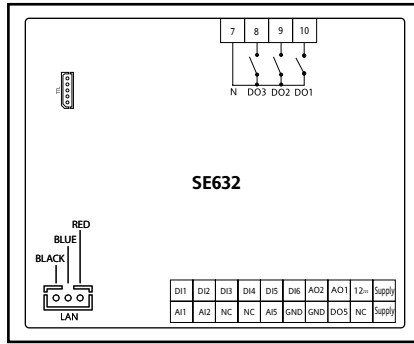 7 8 9 10
N DO3 DO2 DO1
SE632
RED
BLUE
BLACK
LAN
DI1 DI2 DI3 DI4 DI5 DI6 AO2 AO1 12⎓ Supply
AI1 AI2 NC NC AI5 GND GND DO5 NC Supply